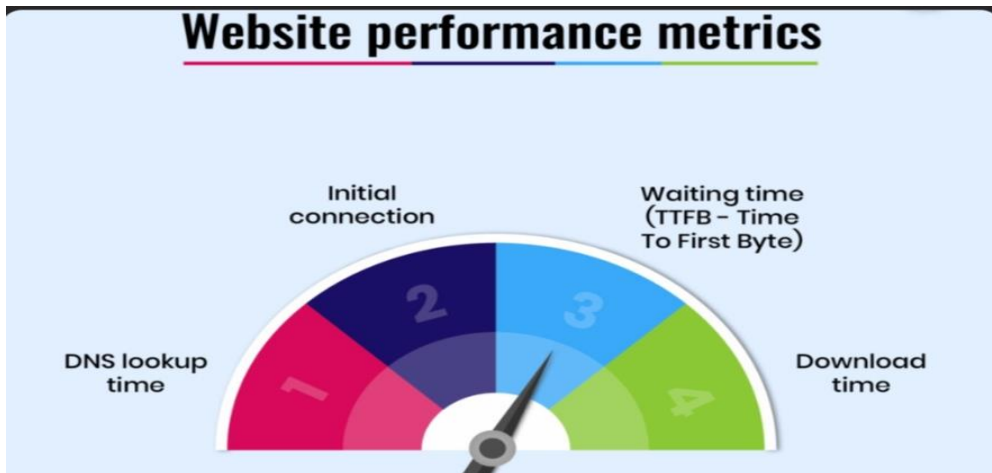 Website performance metrics
Initial
connection
Waiting time
(TTFB - Time
To First Byte)
2
3
DNS lookup
time
1
4
Download
time